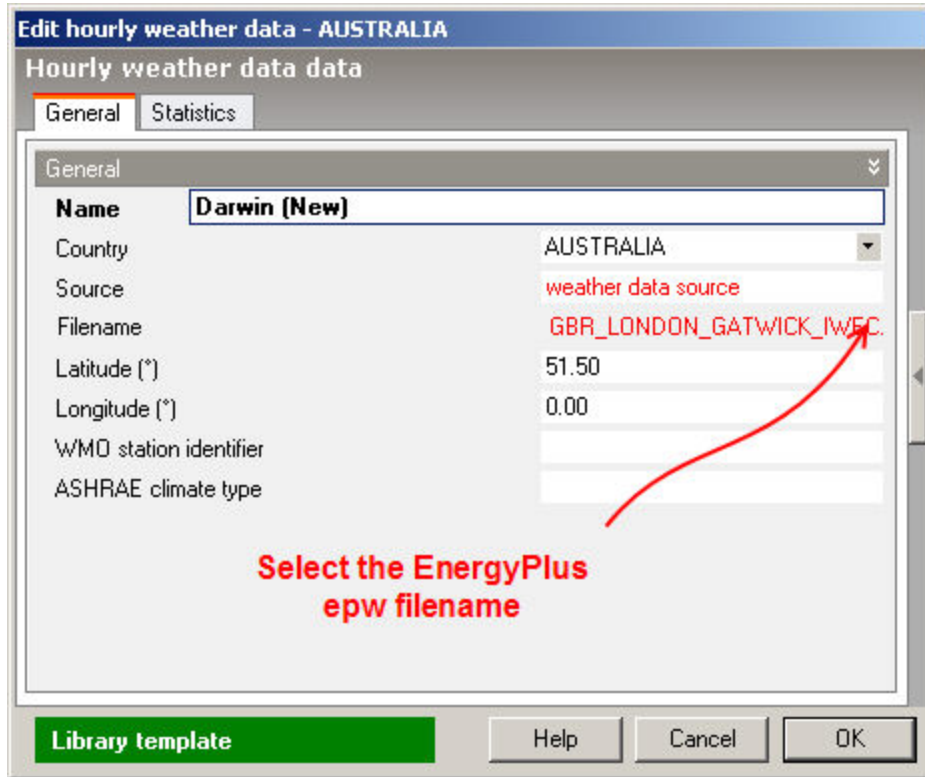 Edit hourly weather data - AUSTRALIA
Hourly weather data data
General Statistics
General
Name Darwin (New)
Country AUSTRALIA
Source weather data source
Filename GBR_LONDON_GATWICK_IWEC.
Latitude (°) 51.50
Longitude (°) 0.00
WMO station identifier
ASHRAE climate type
Select the EnergyPlus
epw filename
Library template Help Cancel OK